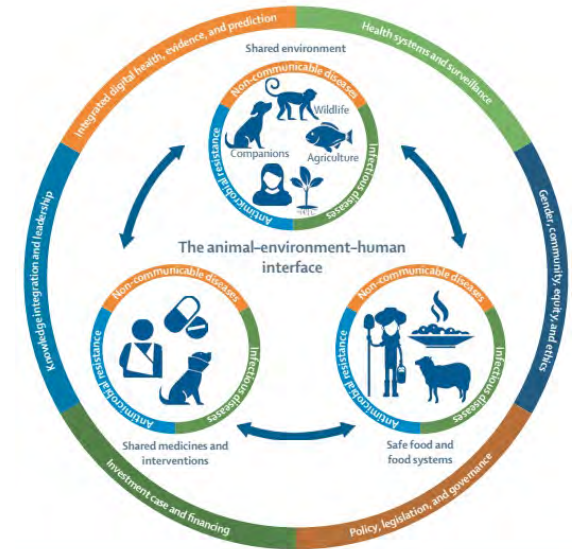 Integrated digital health, evidence, and prediction
Health systems and surveillance
Shared environment
Non-communicable diseases
Wildlife
Companions
Agriculture
Antimicrobial resistance
Infectious diseases
Knowledge integration and leadership
Gender, community, equity, and ethics
The animal–environment–human
interface
Non-communicable diseases
Antimicrobial resistance
Infectious diseases
Non-communicable diseases
Antimicrobial resistance
Infectious diseases
Shared medicines and
interventions
Safe food and
food systems
Investment case and financing
Policy, legislation, and governance